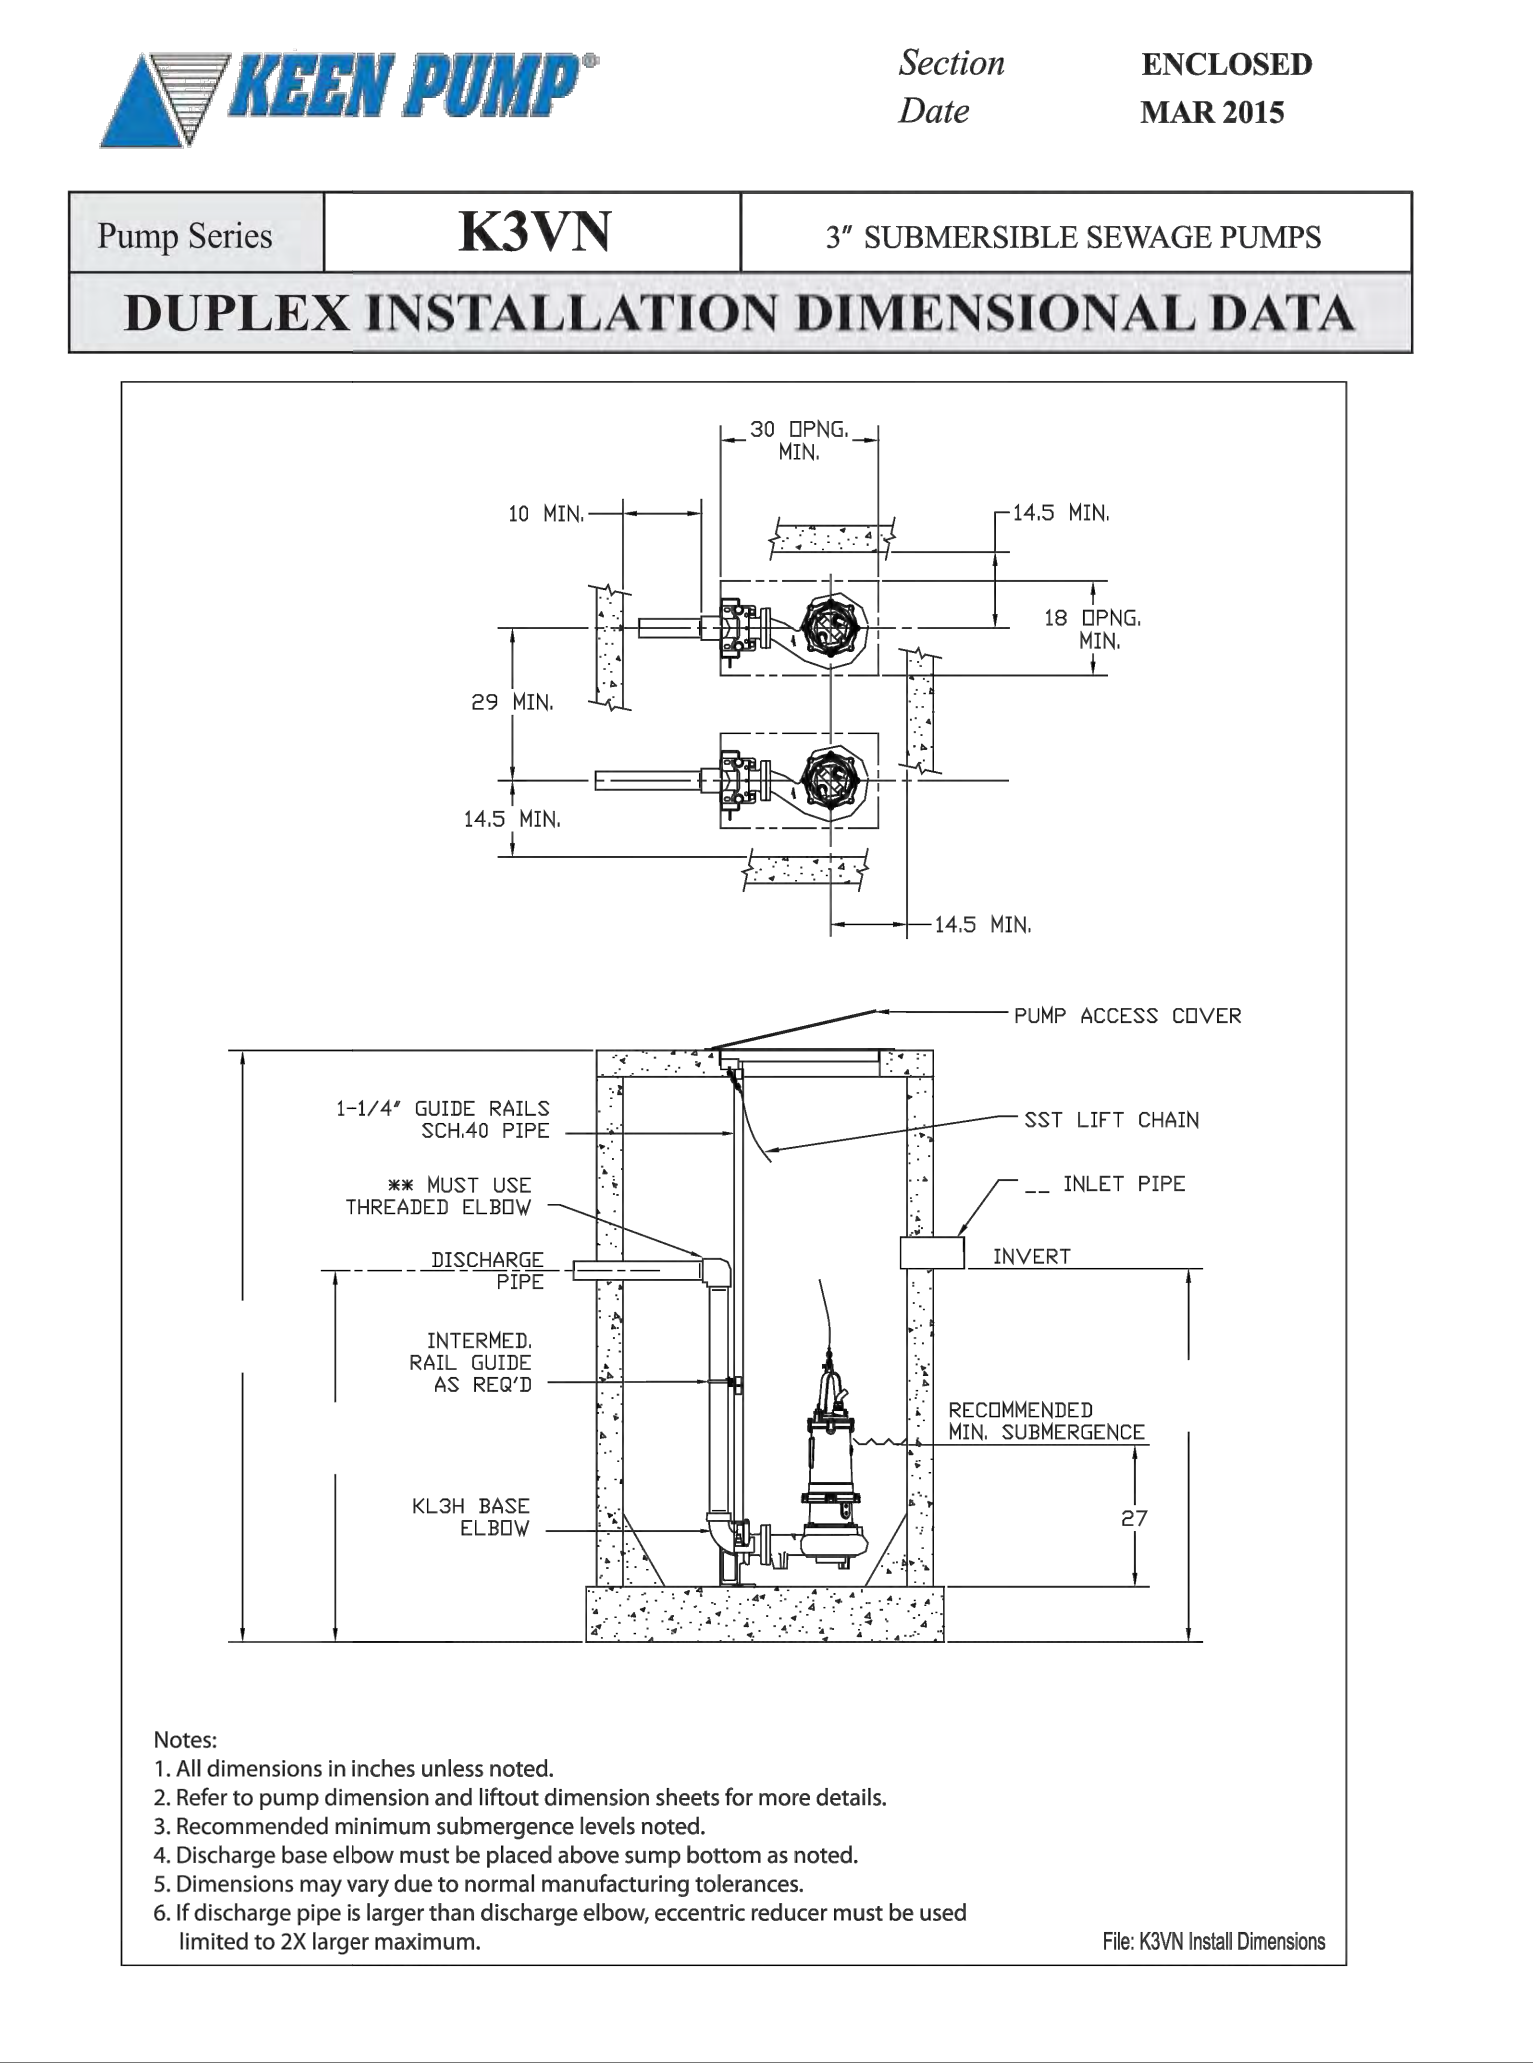 KEEN PUMP®
Section ENCLOSED
Date MAR 2015
Pump Series K3VN 3" SUBMERSIBLE SEWAGE PUMPS
DUPLEX INSTALLATION DIMENSIONAL DATA
30 OPNG.
MIN.
10 MIN.
14.5 MIN.
18 OPNG.
MIN.
29 MIN.
14.5 MIN.
14.5 MIN.
PUMP ACCESS COVER
1-1/4" GUIDE RAILS
SCH.40 PIPE
SST LIFT CHAIN
** MUST USE
THREADED ELBOW
__ INLET PIPE
DISCHARGE
PIPE
INVERT
INTERMED.
RAIL GUIDE
AS REQ'D
RECOMMENDED
MIN. SUBMERGENCE
KL3H BASE
ELBOW
27
Notes:
1. All dimensions in inches unless noted.
2. Refer to pump dimension and liftout dimension sheets for more details.
3. Recommended minimum submergence levels noted.
4. Discharge base elbow must be placed above sump bottom as noted.
5. Dimensions may vary due to normal manufacturing tolerances.
6. If discharge pipe is larger than discharge elbow, eccentric reducer must be used
limited to 2X larger maximum.
File: K3VN Install Dimensions